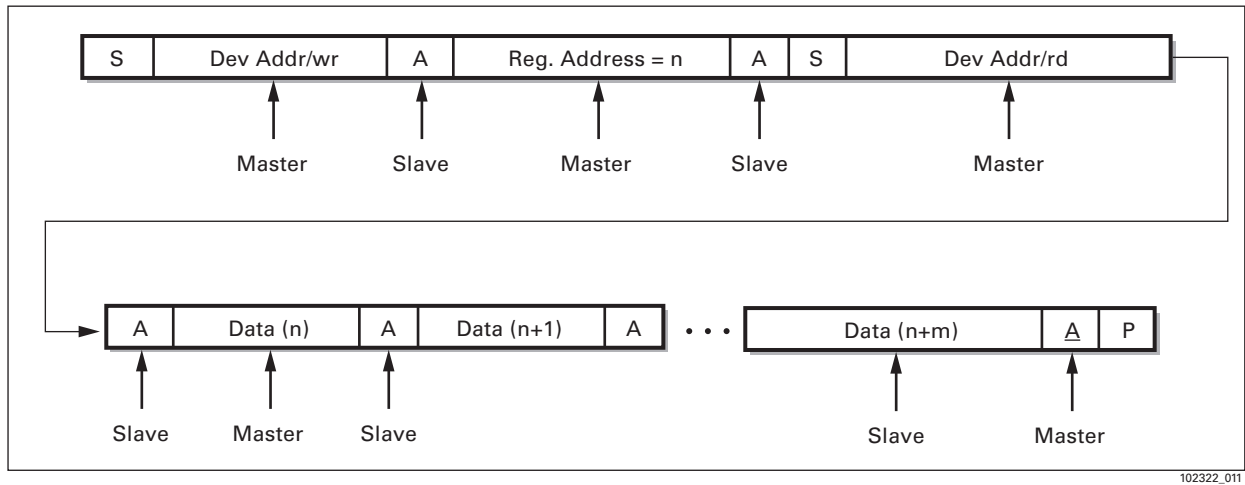 S Dev Addr/wr A Reg. Address = n A S Dev Addr/rd
Master Slave Master Slave Master
A Data (n) A Data (n+1) A • • • Data (n+m) A P
Slave Master Slave Slave Master
102322_011